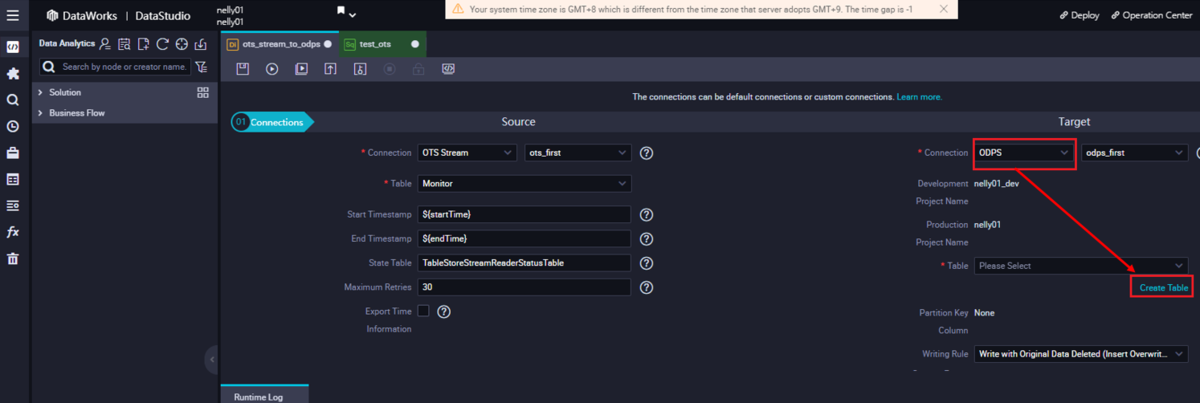 DataWorks | DataStudio
nelly01
nelly01
Your system time zone is GMT+8 which is different from the time zone that server adopts GMT+9. The time gap is -1
Deploy
Operation Center
Data Analytics
Search by node or creator name.
Solution
Business Flow
Di ots_stream_to_odps
Sq test_ots
The connections can be default connections or custom connections. Learn more.
01 Connections
Source
Target
* Connection OTS Stream ots_first
* Table Monitor
Start Timestamp ${startTime}
End Timestamp ${endTime}
State Table TableStoreStreamReaderStatusTable
Maximum Retries 30
Export Time
Information
* Connection ODPS odps_first
Development nelly01_dev
Project Name
Production nelly01
Project Name
* Table Please Select
Create Table
Partition Key None
Column
Writing Rule Write with Original Data Deleted (Insert Overwrit...
Runtime Log